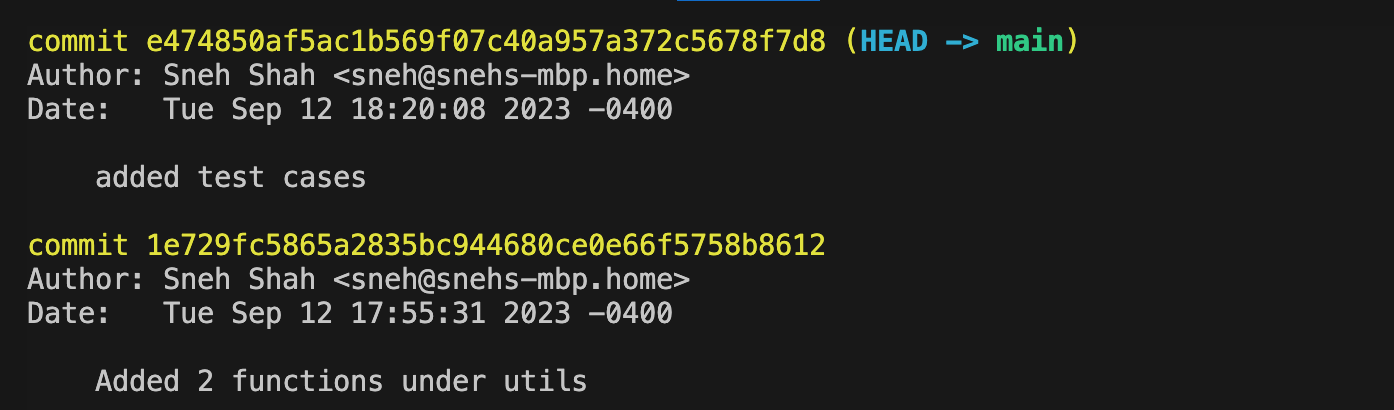 commit e474850af5ac1b569f07c40a957a372c5678f7d8 (HEAD -> main)
Author: Sneh Shah <sneh@snehs-mbp.home>
Date:   Tue Sep 12 18:20:08 2023 -0400
added test cases
commit 1e729fc5865a2835bc944680ce0e66f5758b8612
Author: Sneh Shah <sneh@snehs-mbp.home>
Date:   Tue Sep 12 17:55:31 2023 -0400
Added 2 functions under utils